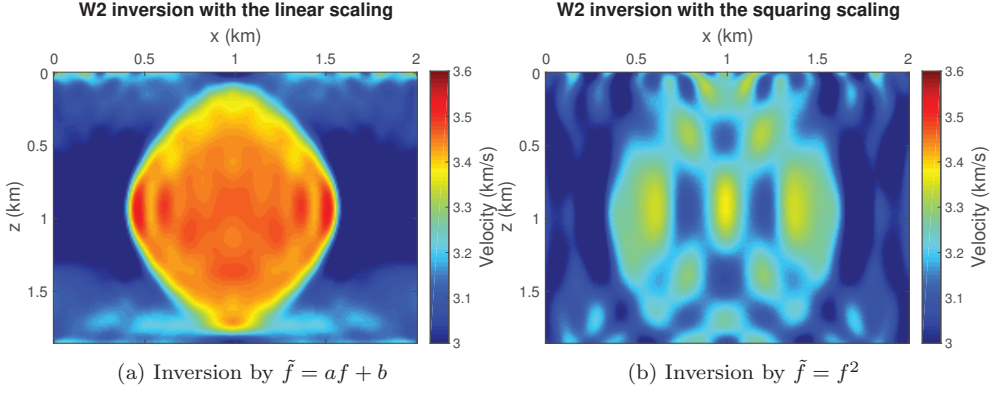 W2 inversion with the linear scaling
x (km)
0 0.5 1 1.5 2
0
0.5
1
1.5
z (km)
3.6
3.5
3.4
3.3
3.2
3.1
3
Velocity (km/s)
(a) Inversion by f̃ = af + b
W2 inversion with the squaring scaling
x (km)
0 0.5 1 1.5 2
0
0.5
1
1.5
z (km)
3.6
3.5
3.4
3.3
3.2
3.1
3
Velocity (km/s)
(b) Inversion by f̃ = f²